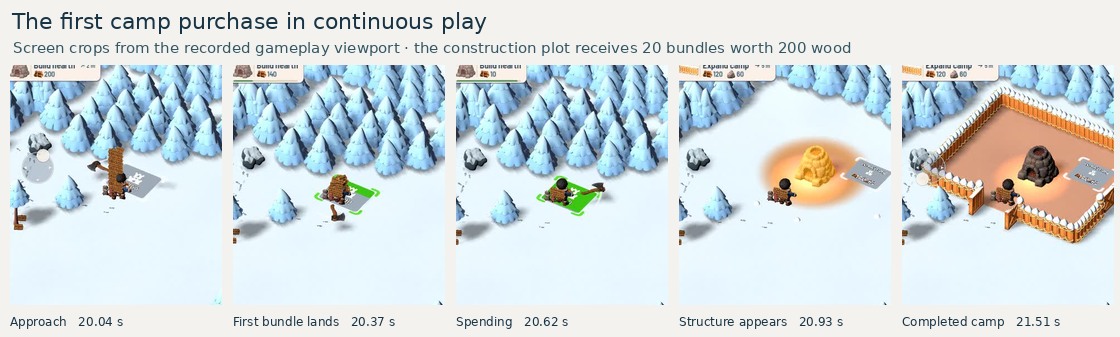 The first camp purchase in continuous play
Screen crops from the recorded gameplay viewport · the construction plot receives 20 bundles worth 200 wood
Build hearth
200
Build hearth
140
Build hearth
10
Expand camp
120 60
Expand camp
120 60
Approach 20.04 s
First bundle lands 20.37 s
Spending 20.62 s
Structure appears 20.93 s
Completed camp 21.51 s